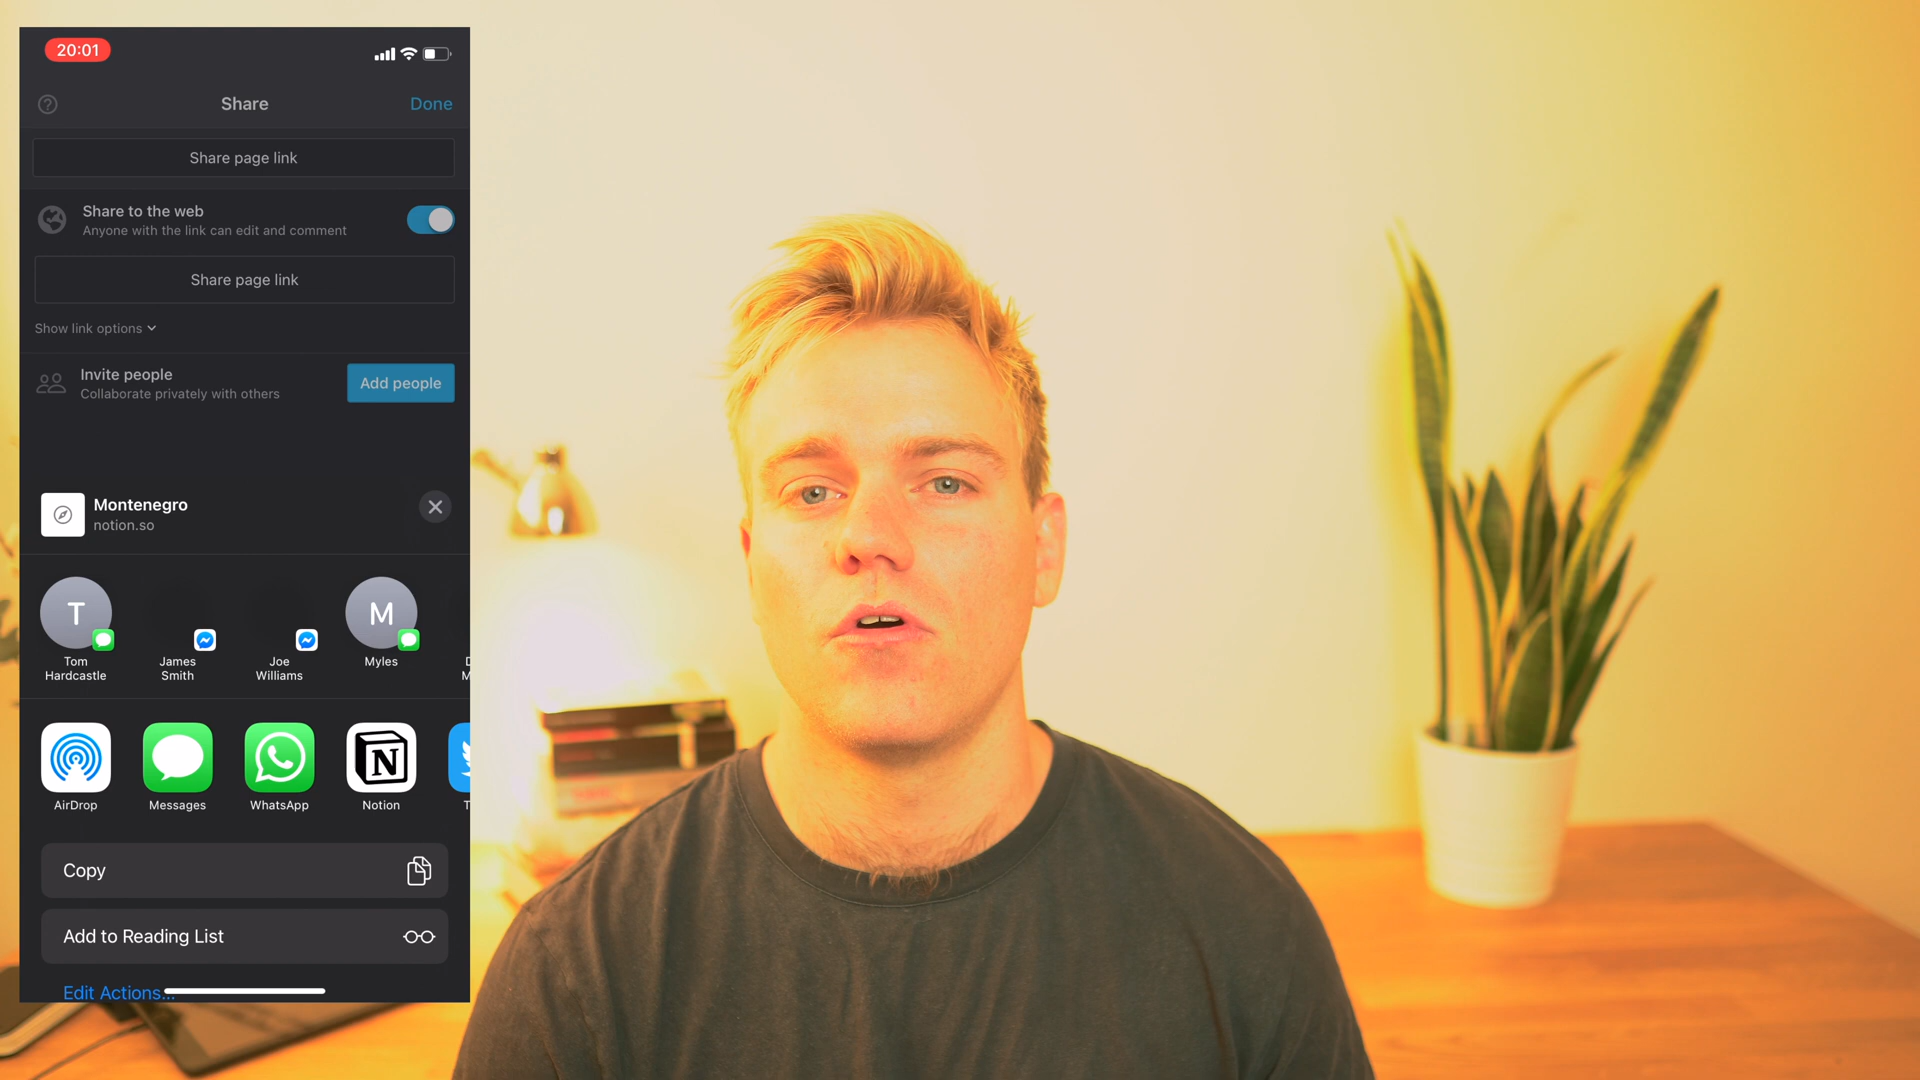 20:01
Share
Done
Share page link
Share to the web
Anyone with the link can edit and comment
Share page link
Show link options
Invite people
Collaborate privately with others
Add people
Montenegro
notion.so
T
M
Tom
Hardcastle
James
Smith
Joe
Williams
Myles
D
M
N
AirDrop
Messages
WhatsApp
Notion
T
Copy
Add to Reading List
Edit Actions...